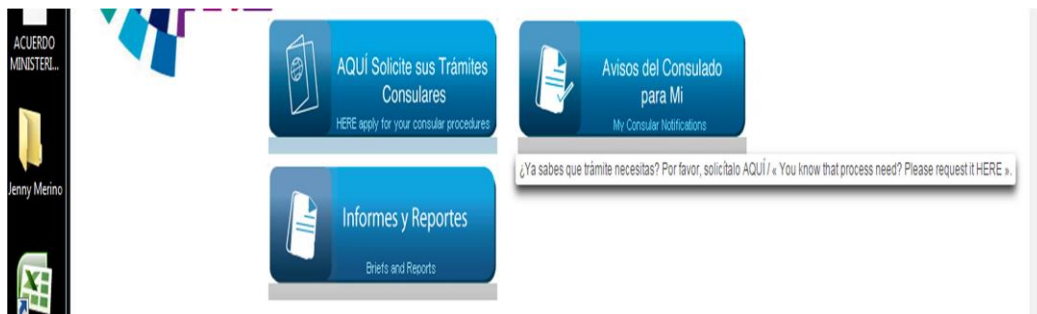 ACUERDO
MINISTERI...
Jenny Merino
AQUÍ Solicite sus Trámites
Consulares
HERE apply for your consular procedures
Avisos del Consulado
para Mi
My Consular Notifications
¿Ya sabes que trámite necesitas? Por favor, solicítalo AQUÍ / « You know that process need? Please request it HERE ».
Informes y Reportes
Briefs and Reports